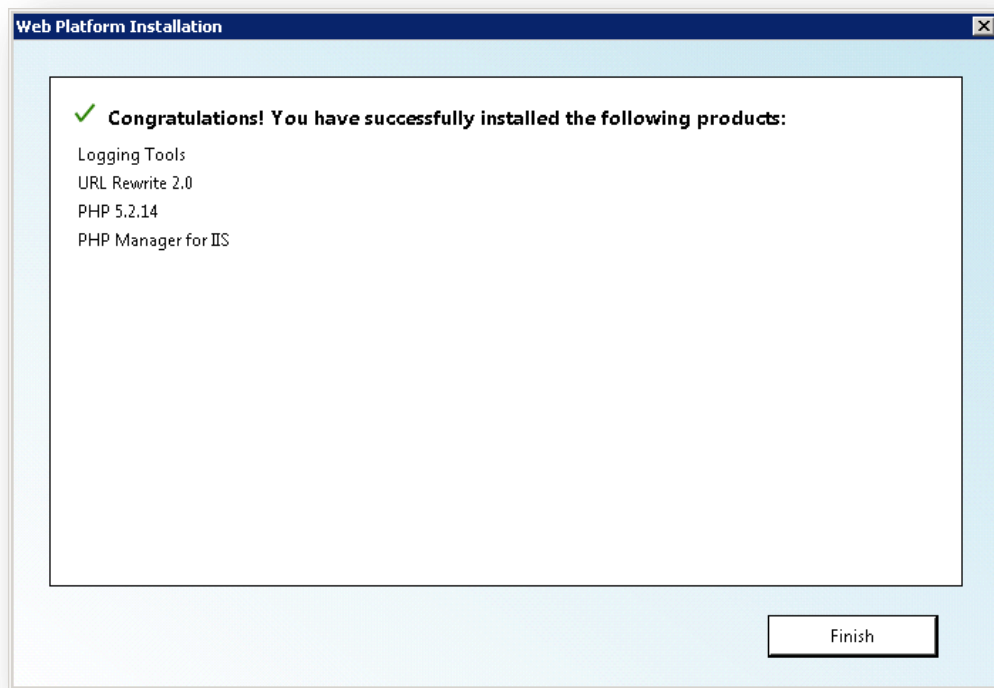 Web Platform Installation
Congratulations! You have successfully installed the following products:
Logging Tools
URL Rewrite 2.0
PHP 5.2.14
PHP Manager for IIS
Finish